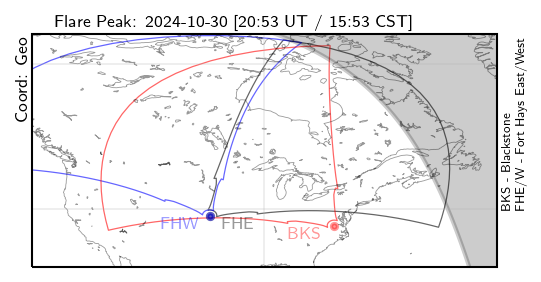 Flare Peak: 2024-10-30 [20:53 UT / 15:53 CST]
Coord: Geo
FHW
FHE
BKS
BKS - Blackstone
FHE/W - Fort Hays East/West